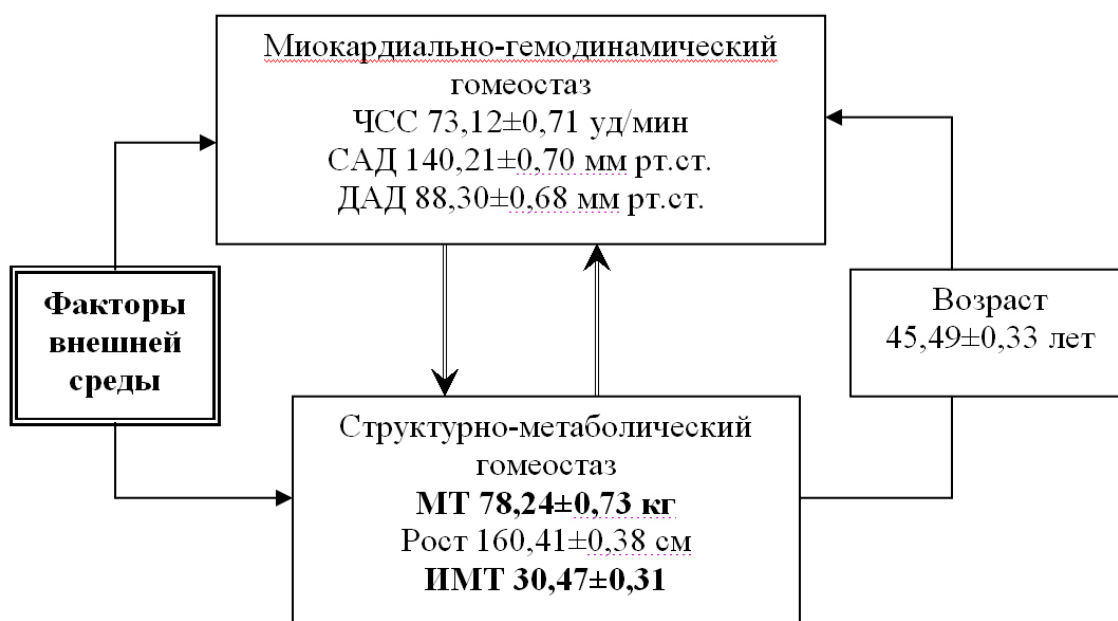 Миокардиально-гемодинамический
гомеостаз
ЧСС 73,12±0,71 уд/мин
САД 140,21±0,70 мм рт.ст.
ДАД 88,30±0,68 мм рт.ст.
Факторы
внешней
среды
Возраст
45,49±0,33 лет
Структурно-метаболический
гомеостаз
МТ 78,24±0,73 кг
Рост 160,41±0,38 см
ИМТ 30,47±0,31